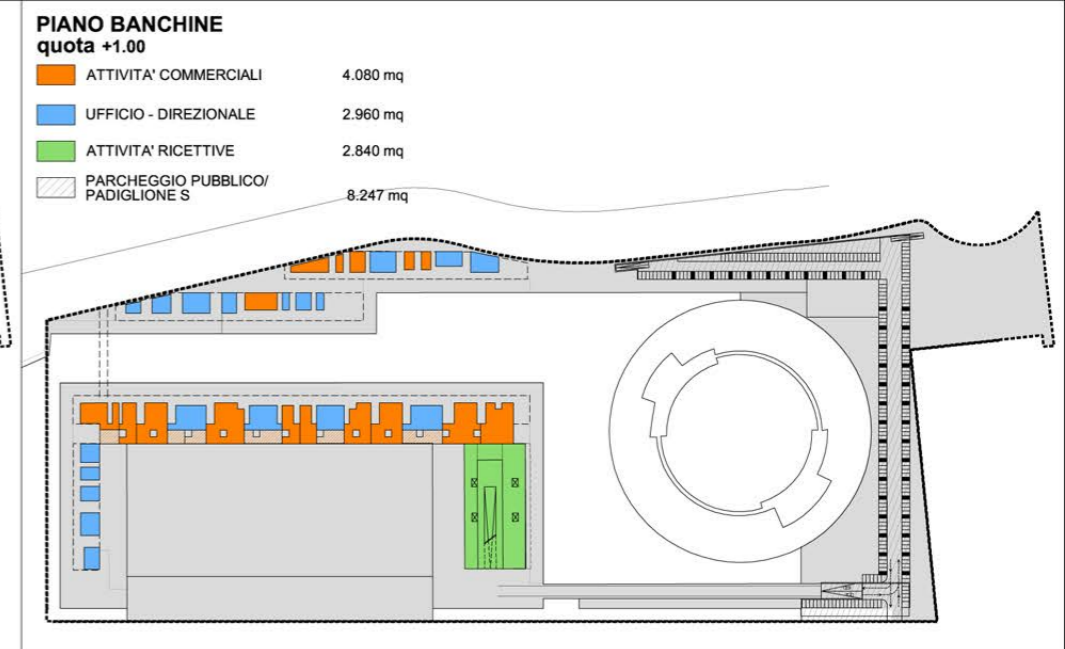 PIANO BANCHINE
quota +1.00
ATTIVITA' COMMERCIALI 4.080 mq
UFFICIO - DIREZIONALE 2.960 mq
ATTIVITA' RICETTIVE 2.840 mq
PARCHEGGIO PUBBLICO/
PADIGLIONE S 8.247 mq